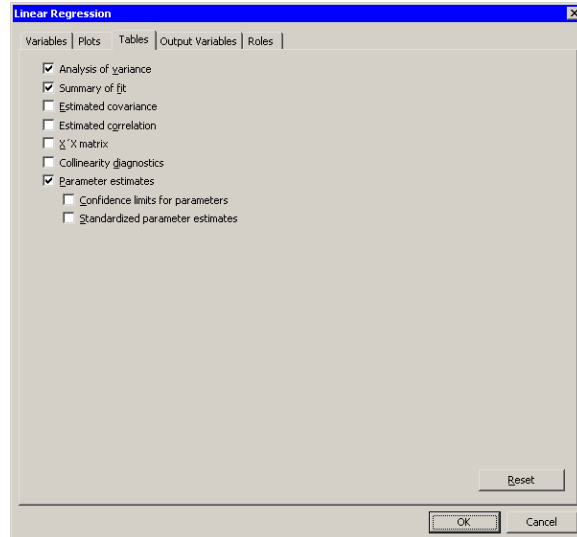 Linear Regression
Variables Plots Tables Output Variables Roles
Analysis of variance
Summary of fit
Estimated covariance
Estimated correlation
X´X matrix
Collinearity diagnostics
Parameter estimates
Confidence limits for parameters
Standardized parameter estimates
Reset
OK Cancel